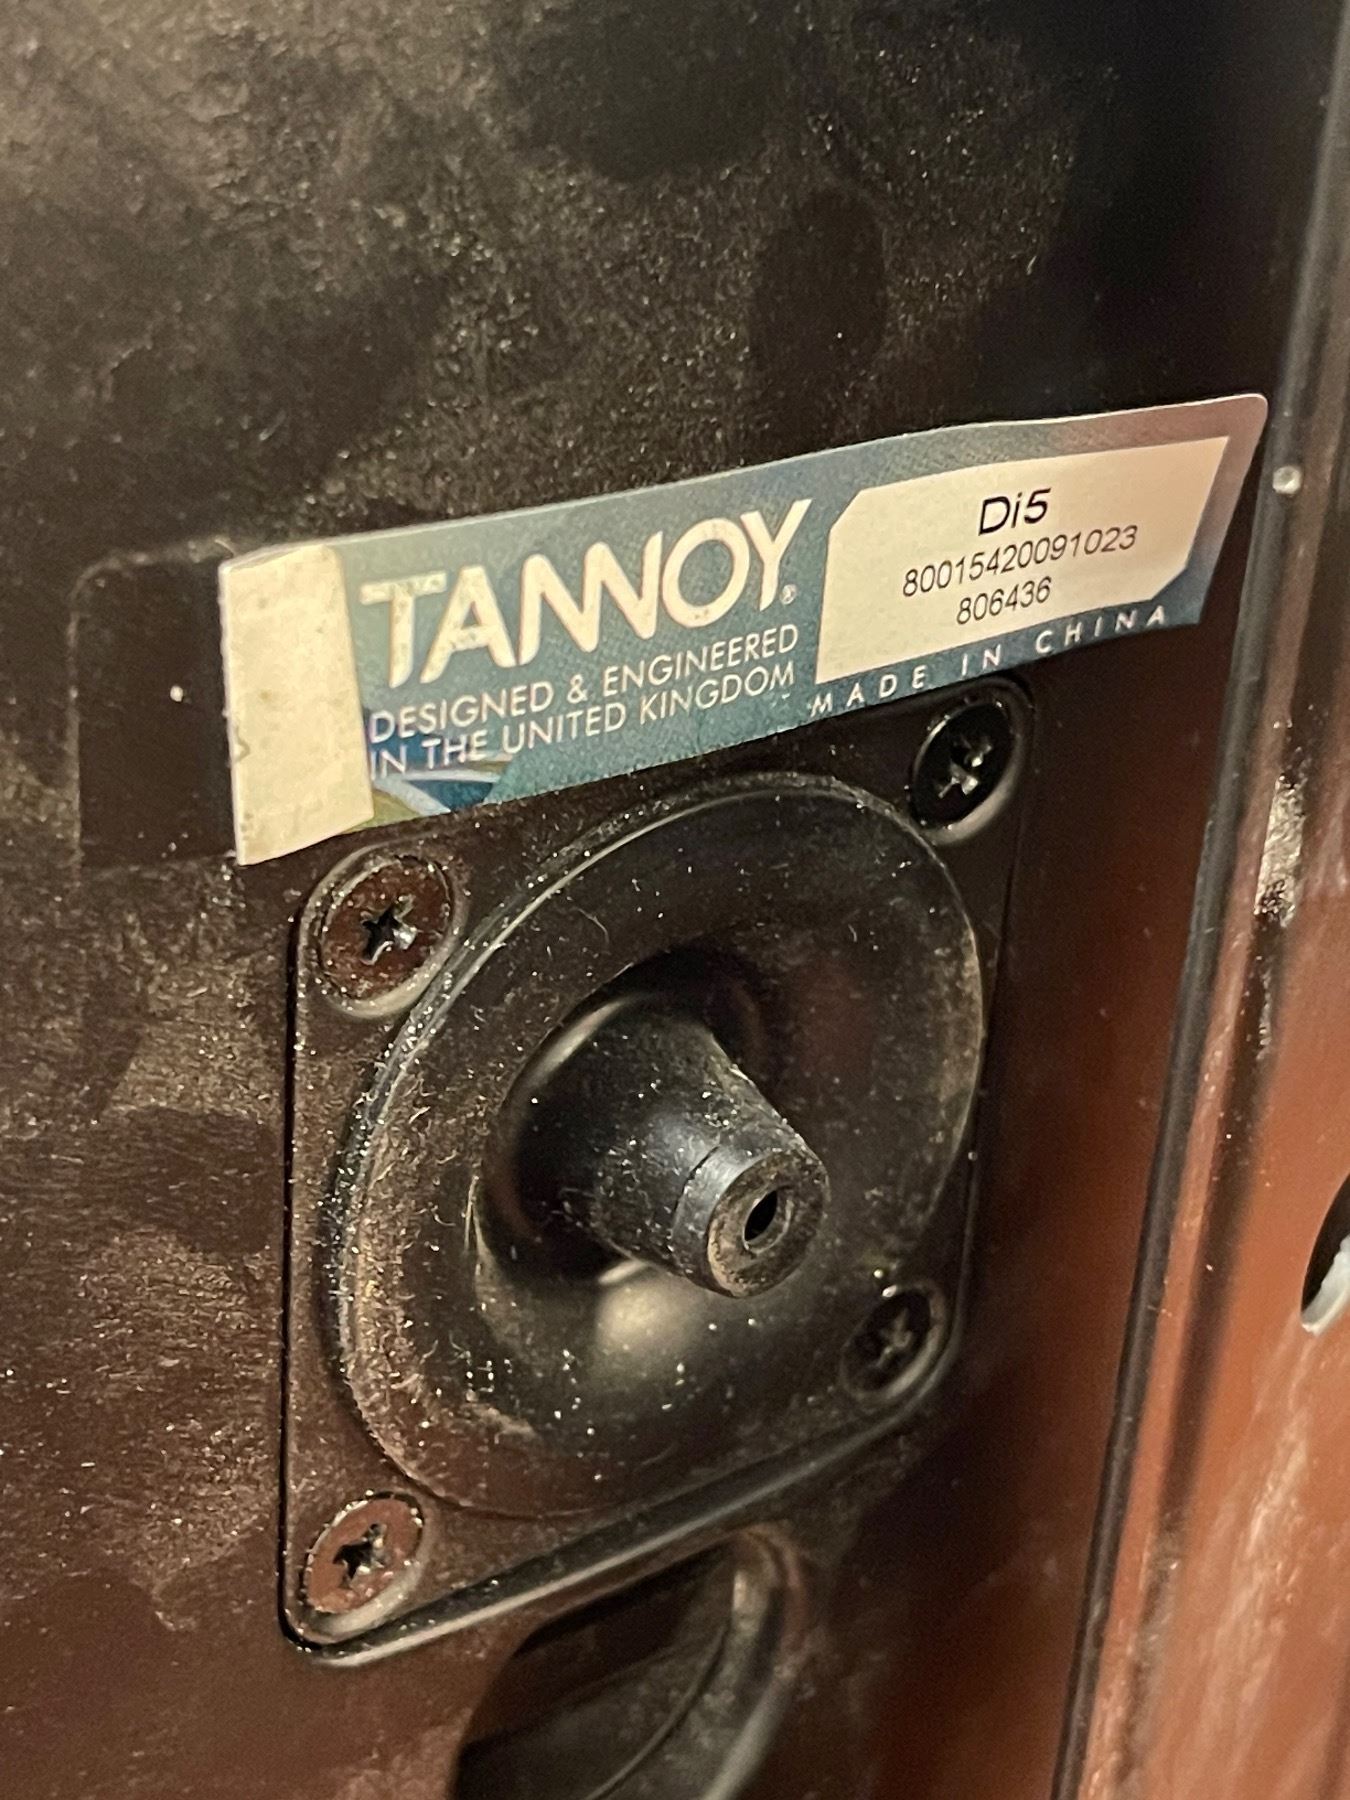 TANNOY®
DESIGNED & ENGINEERED
IN THE UNITED KINGDOM
Di5
80015420091023
806436
MADE IN CHINA